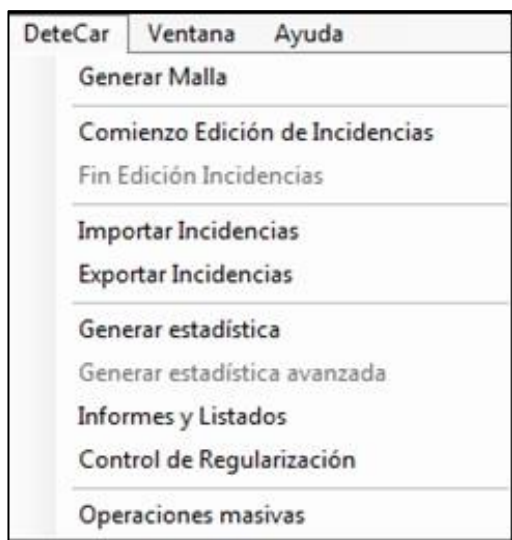 DeteCar Ventana Ayuda
Generar Malla
Comienzo Edición de Incidencias
Fin Edición Incidencias
Importar Incidencias
Exportar Incidencias
Generar estadística
Generar estadística avanzada
Informes y Listados
Control de Regularización
Operaciones masivas